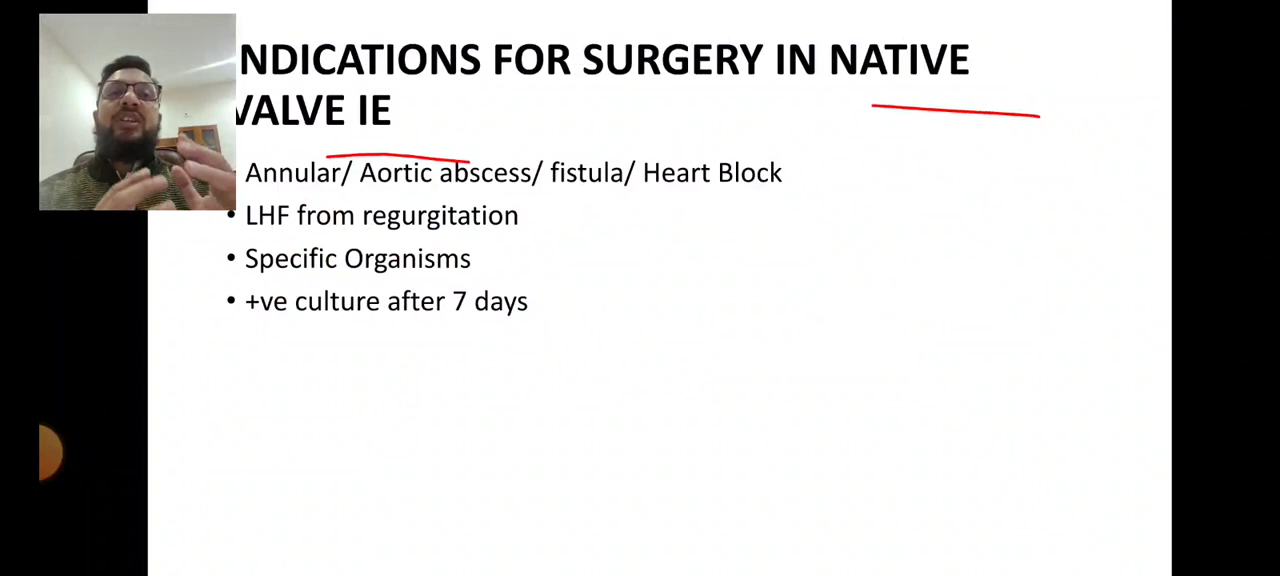 NDICATIONS FOR SURGERY IN NATIVE
VALVE IE
Annular/ Aortic abscess/ fistula/ Heart Block
• LHF from regurgitation
• Specific Organisms
• +ve culture after 7 days